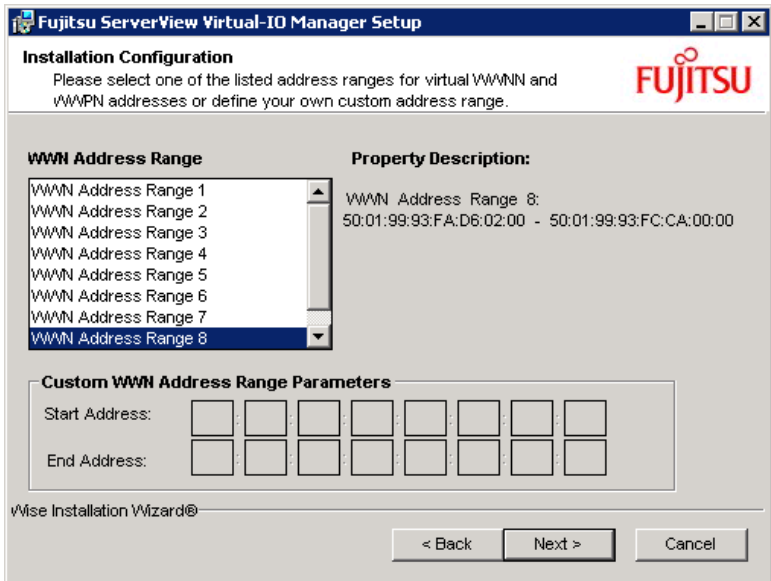 Fujitsu ServerView Virtual-IO Manager Setup
Installation Configuration
Please select one of the listed address ranges for virtual WWNN and
WWPN addresses or define your own custom address range.
FUJITSU
WWN Address Range
Property Description:
WWN Address Range 1
WWN Address Range 2
WWN Address Range 3
WWN Address Range 4
WWN Address Range 5
WWN Address Range 6
WWN Address Range 7
WWN Address Range 8
WWN Address Range 8:
50:01:99:93:FA:D6:02:00 - 50:01:99:93:FC:CA:00:00
Custom WWN Address Range Parameters
Start Address: : : : : : : :
End Address: : : : : : : :
Wise Installation Wizard®
< Back
Next >
Cancel